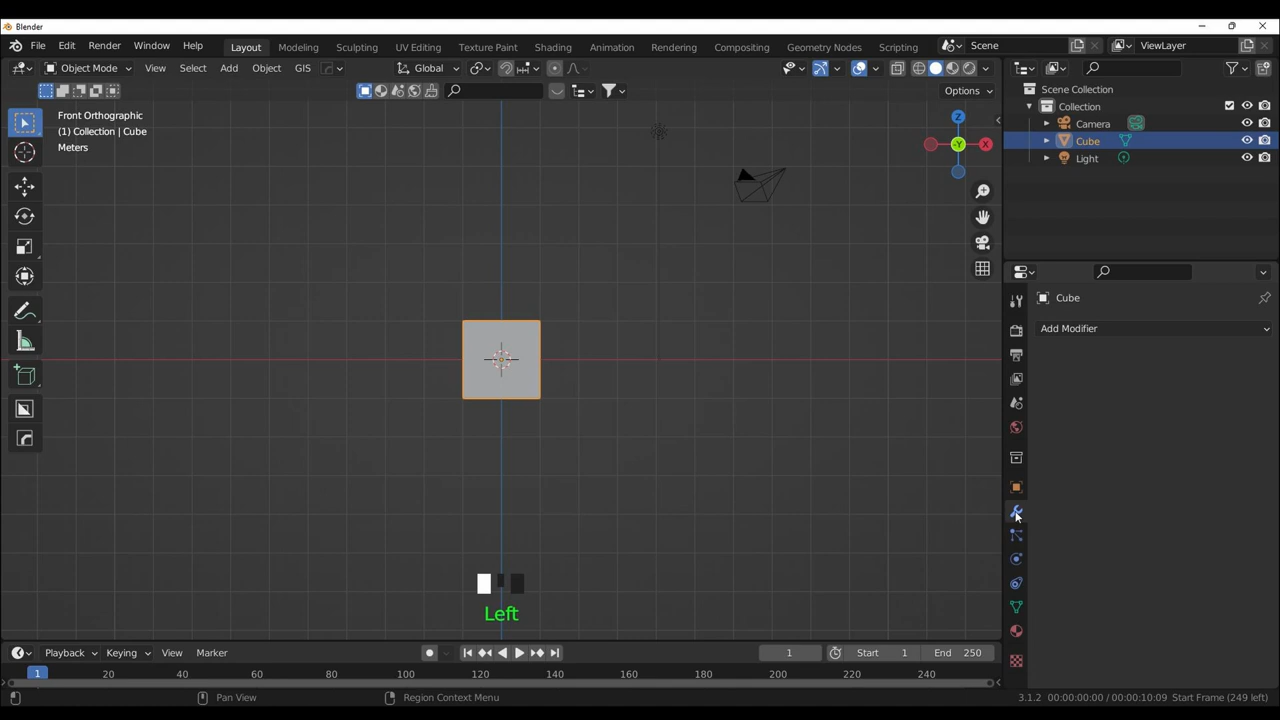 Blender
File Edit Render Window Help Layout Modeling Sculpting UV Editing Texture Paint Shading Animation Rendering Compositing Geometry Nodes Scripting Scene ViewLayer
Object Mode View Select Add Object GIS Global
Options
Front Orthographic
(1) Collection | Cube
Meters
Z
-Y
X
Scene Collection
Collection
Camera
Cube
Light
Cube
Add Modifier
Left
Playback Keying View Marker 1 Start 1 End 250
1 20 40 60 80 100 120 140 160 180 200 220 240
Pan View Region Context Menu 3.1.2 00:00:00:00 / 00:00:10:09 Start Frame (249 left)